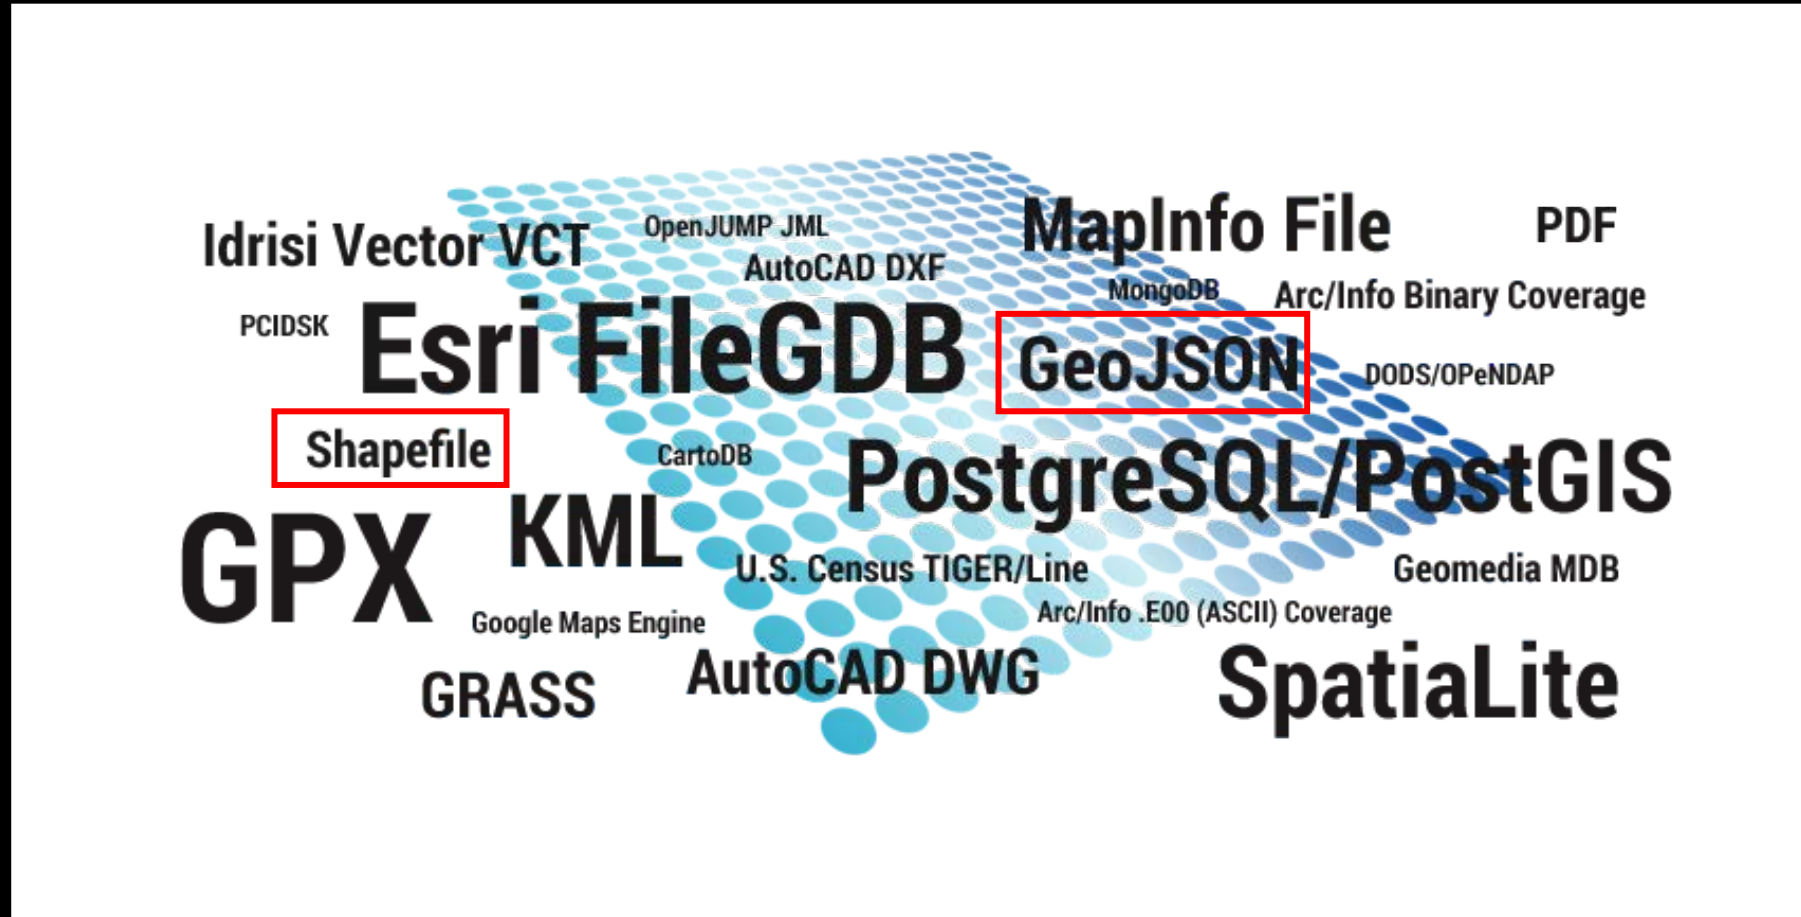 Idrisi Vector VCT
OpenJUMP JML
MapInfo File
PDF
AutoCAD DXF
MongoDB
Arc/Info Binary Coverage
PCIDSK
Esri FileGDB
GeoJSON
DODS/OPeNDAP
Shapefile
CartoDB
PostgreSQL/PostGIS
GPX
KML
U.S. Census TIGER/Line
Geomedia MDB
Google Maps Engine
Arc/Info .E00 (ASCII) Coverage
GRASS
AutoCAD DWG
SpatiaLite